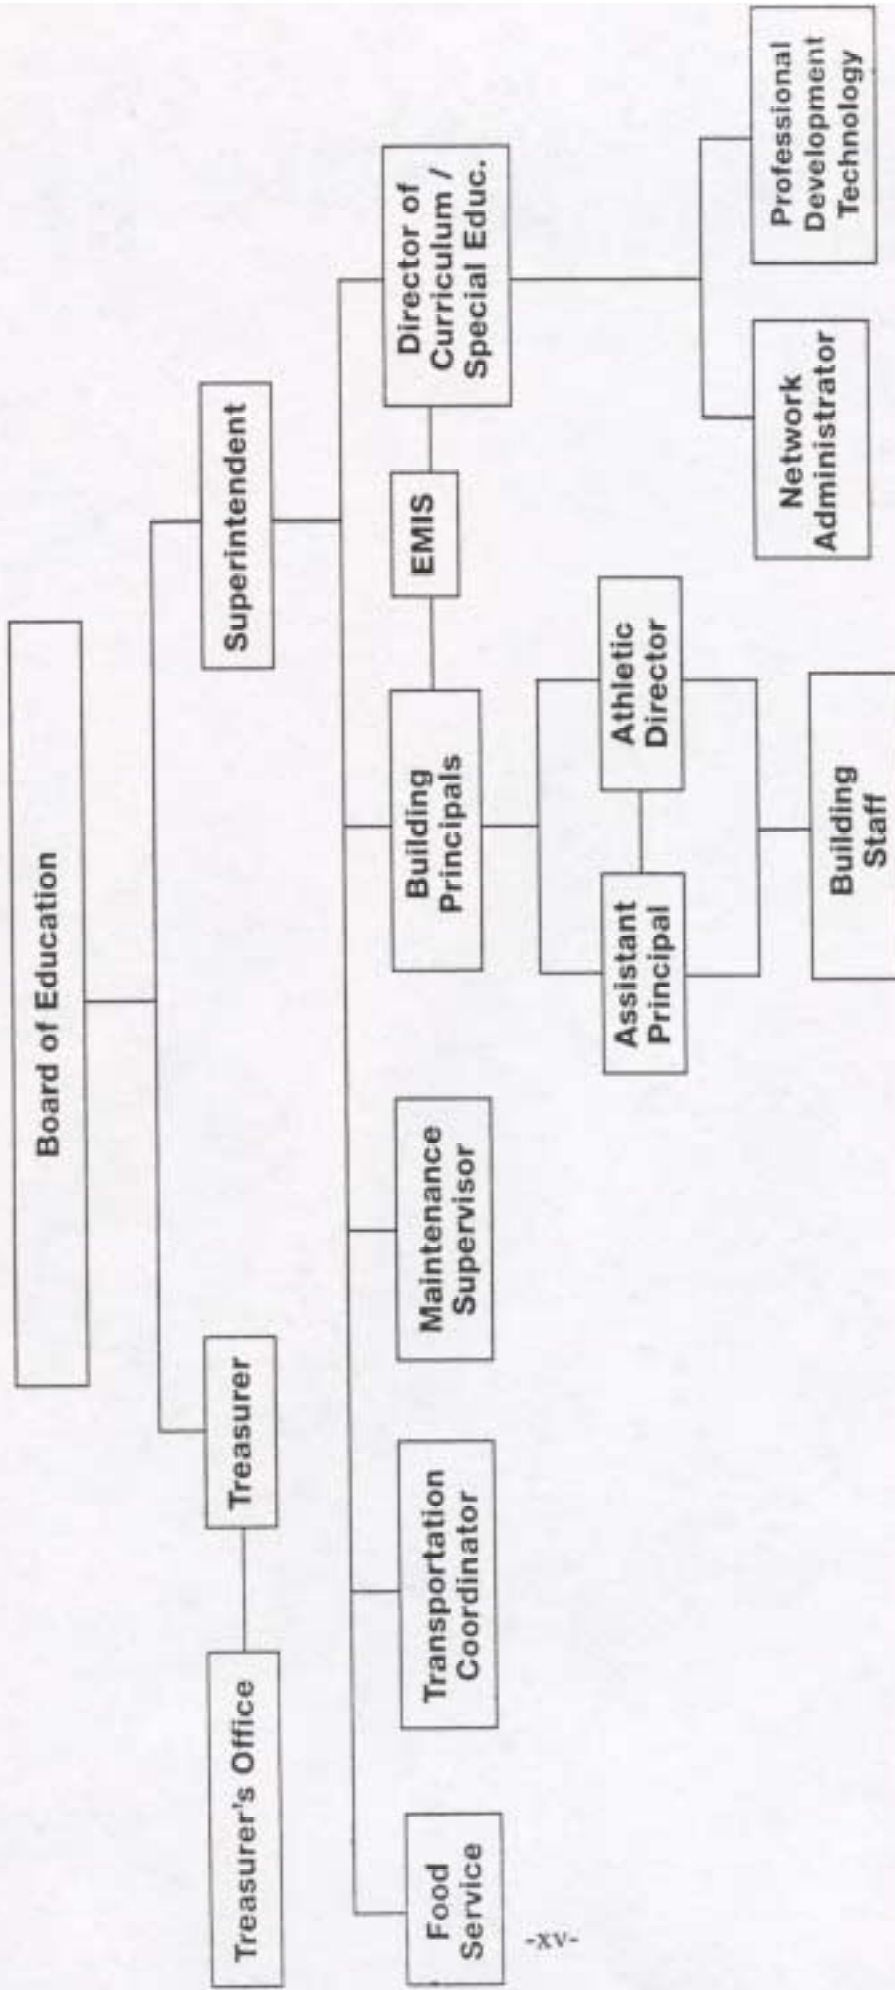 Board of Education
Treasurer's Office
Treasurer
Superintendent
Food
Service
Transportation
Coordinator
Maintenance
Supervisor
Building
Principals
EMIS
Director of
Curriculum /
Special Educ.
Assistant
Principal
Athletic
Director
Network
Administrator
Professional
Development
Technology
Building
Staff
-xv-